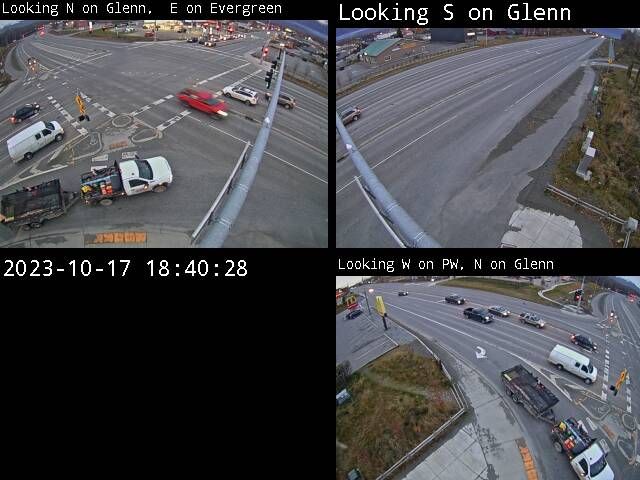 Looking N on Glenn,  E on Evergreen
Looking S on Glenn
2023-10-17 18:40:28
Looking W on PW, N on Glenn